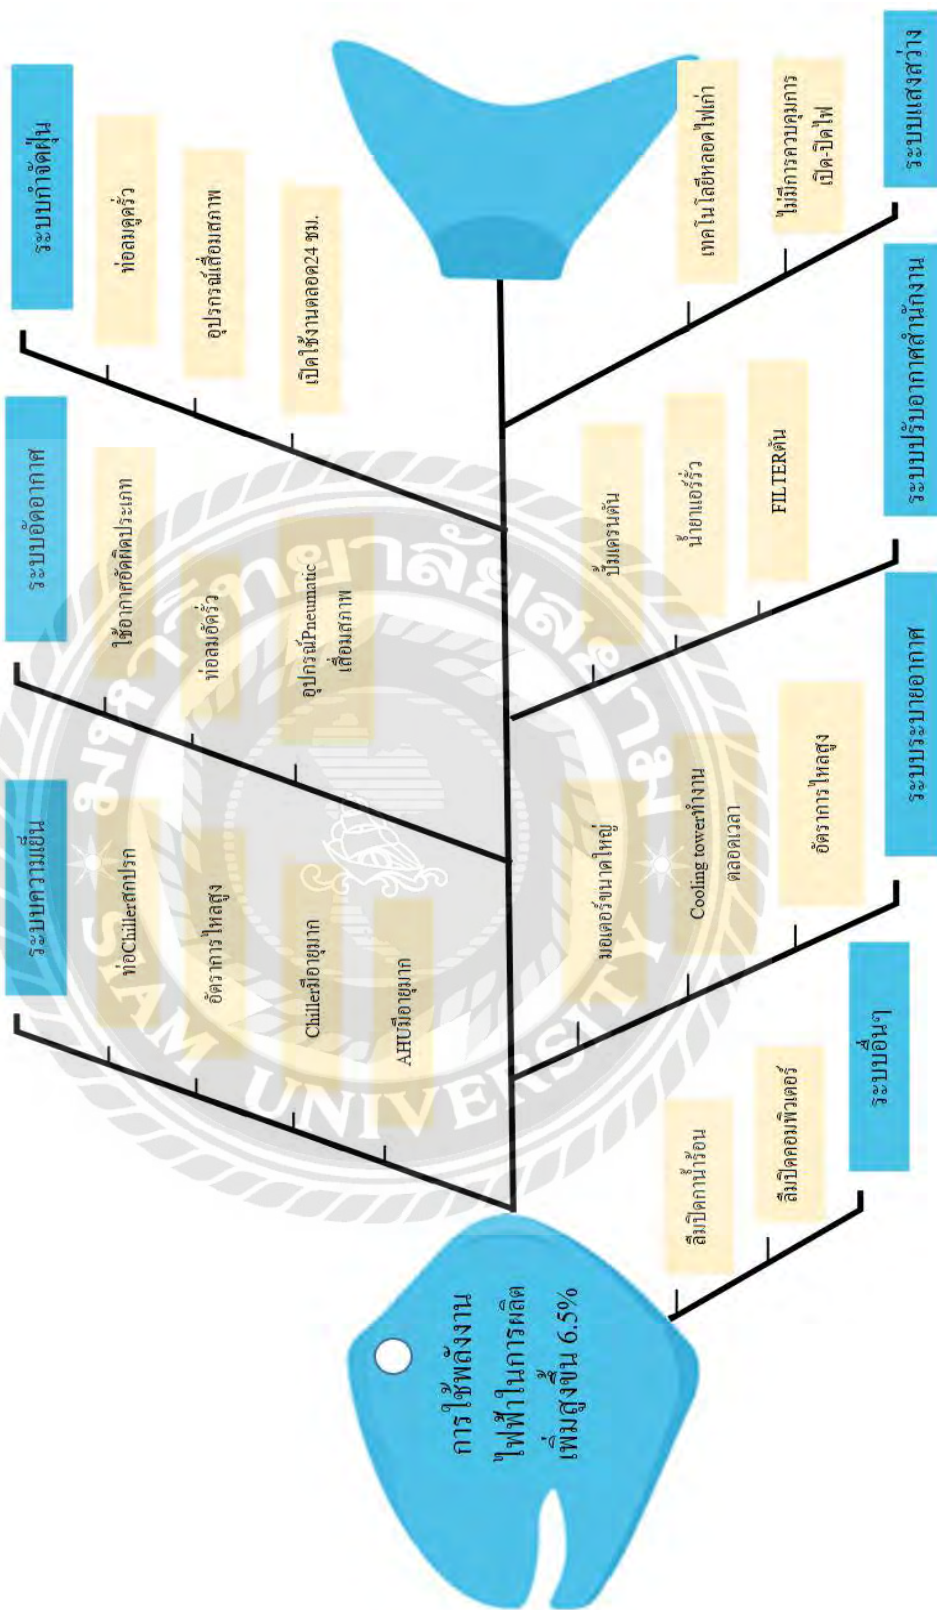 ระบบความเย็น
ท่อChillerสกปรก
อัตราการไหลสูง
Chillerมีอายุมาก
AHUมีอายุมาก
ระบบอัดอากาศ
ใช้อากาศอัดผิดประเภท
ท่อลมอัดรั่ว
อุปกรณ์Pneumatic
เสื่อมสภาพ
ระบบกำจัดฝุ่น
ท่อลมดูดรั่ว
อุปกรณ์เสื่อมสภาพ
เปิดใช้งานตลอด24 ชม.
การใช้พลังงาน
ไฟฟ้าในการผลิต
เพิ่มสูงขึ้น 6.5%
ลืมปิดกาน้ำร้อน
ลืมปิดคอมพิวเตอร์
ระบบอื่นๆ
มอเตอร์ขนาดใหญ่
Cooling towerทำงาน
ตลอดเวลา
อัตราการไหลสูง
ระบบระบายอากาศ
ปั๊มเดรนตัน
น้ำยาแอร์รั่ว
FILTERตัน
ระบบปรับอากาศสำนักงาน
เทคโนโลยีหลอดไฟเก่า
ไม่มีการควบคุมการ
เปิด-ปิดไฟ
ระบบแสงสว่าง
มหาวิทยาลัยสยาม
SIAM UNIVERSITY